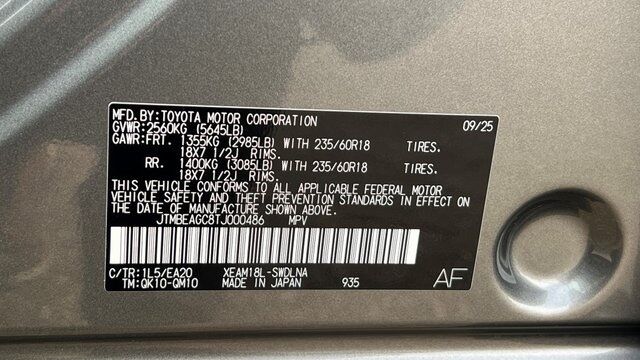 MFD.BY:TOYOTA MOTOR CORPORATION 09/25
GVWR:2560KG (5645LB)
GAWR:FRT. 1355KG (2985LB) WITH 235/60R18 TIRES.
18X7 1/2J RIMS.
RR. 1400KG (3085LB) WITH 235/60R18 TIRES.
18X7 1/2J RIMS.
THIS VEHICLE CONFORMS TO ALL APPLICABLE FEDERAL MOTOR
VEHICLE SAFETY AND THEFT PREVENTION STANDARDS IN EFFECT ON THE
DATE OF MANUFACTURE SHOWN ABOVE.
JTMBEAGC8TJ000486 MPV
C/TR:1L5/EA20 XEAM18L-SWDLNA
TM:QK10-QM10 MADE IN JAPAN 935 AF